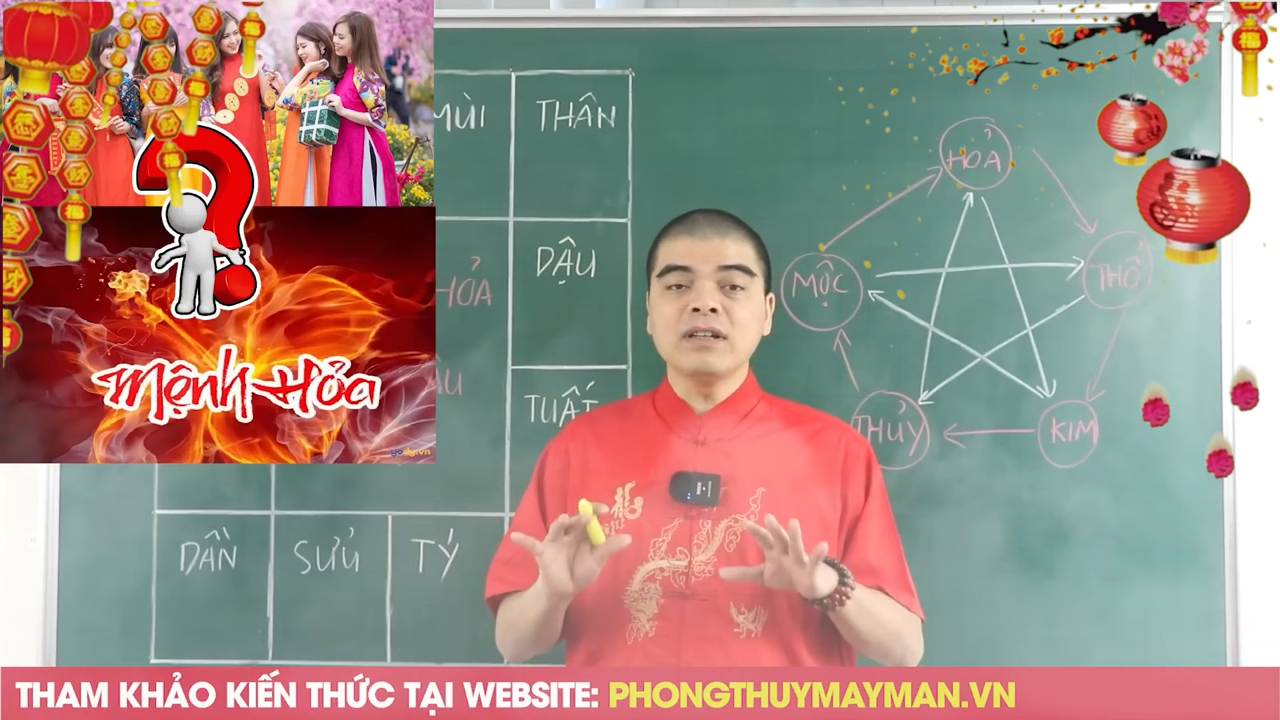 Mệnh Hỏa
THÂN
DẬU
HỎA
TUẤT
DẦN
SỬU
TÝ
HỎA
THỔ
KIM
THỦY
MỘC
THAM KHẢO KIẾN THỨC TẠI WEBSITE: PHONGTHUYMAYMAN.VN